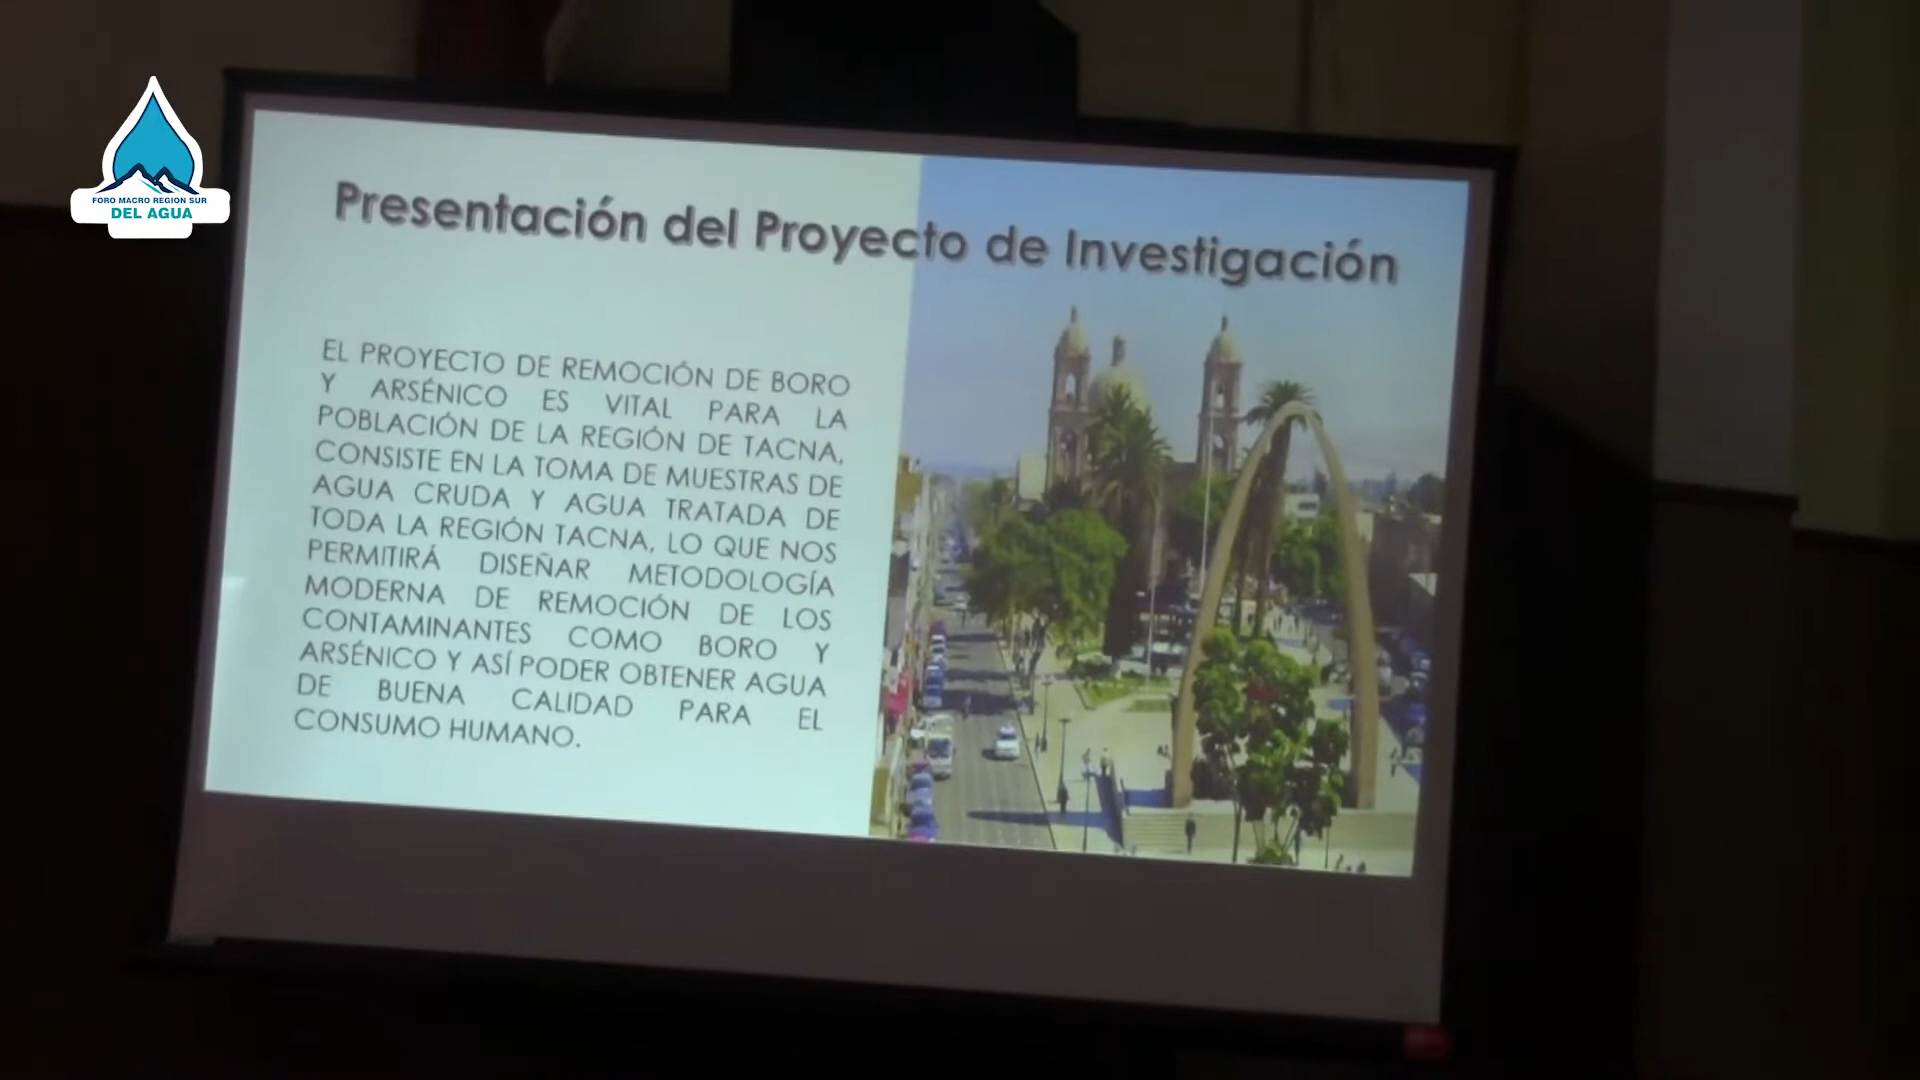 FORO MACRO REGION SUR
DEL AGUA
Presentación del Proyecto de Investigación
EL PROYECTO DE REMOCIÓN DE BORO
Y ARSÉNICO ES VITAL PARA LA
POBLACIÓN DE LA REGIÓN DE TACNA,
CONSISTE EN LA TOMA DE MUESTRAS DE
AGUA CRUDA Y AGUA TRATADA DE
TODA LA REGIÓN TACNA, LO QUE NOS
PERMITIRÁ DISEÑAR METODOLOGÍA
MODERNA DE REMOCIÓN DE LOS
CONTAMINANTES COMO BORO Y
ARSÉNICO Y ASÍ PODER OBTENER AGUA
DE BUENA CALIDAD PARA EL
CONSUMO HUMANO.